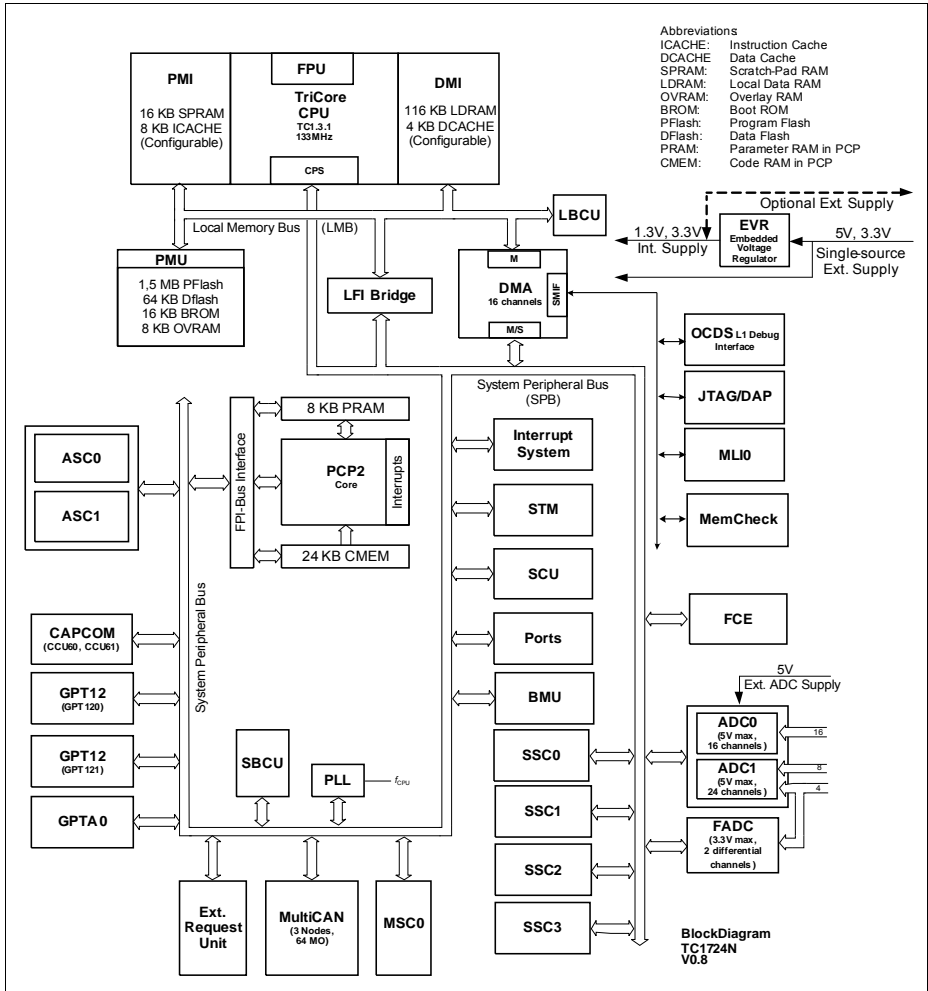 Abbreviations:
ICACHE: Instruction Cache
DCACHE Data Cache
SPRAM: Scratch-Pad RAM
LDRAM: Local Data RAM
OVRAM: Overlay RAM
BROM: Boot ROM
PFlash: Program Flash
DFlash: Data Flash
PRAM: Parameter RAM in PCP
CMEM: Code RAM in PCP
PMI
16 KB SPRAM
8 KB ICACHE
(Configurable)
FPU
TriCore
CPU
TC1.3.1
133MHz
CPS
DMI
116 KB LDRAM
4 KB DCACHE
(Configurable)
Optional Ext. Supply
EVR
Embedded
Voltage
Regulator
1.3V, 3.3V
Int. Supply
5V, 3.3V
Single-source
Ext. Supply
LBCU
Local Memory Bus (LMB)
PMU
1,5 MB PFlash
64 KB Dflash
16 KB BROM
8 KB OVRAM
LFI Bridge
M
DMA
16 channels
SMIF
M/S
OCDS L1 Debug
Interface
JTAG/DAP
MLI0
MemCheck
System Peripheral Bus
(SPB)
ASC0
ASC1
FPI-Bus Interface
8 KB PRAM
PCP2
Core
Interrupts
24 KB CMEM
Interrupt
System
STM
SCU
Ports
BMU
FCE
System Peripheral Bus
CAPCOM
(CCU60, CCU61)
GPT12
(GPT120)
GPT12
(GPT121)
GPTA0
SBCU
PLL
fCPU
SSC0
SSC1
SSC2
SSC3
5V
Ext. ADC Supply
ADC0
(5V max,
16 channels )
16
ADC1
(5V max,
24 channels )
8
4
FADC
(3.3V max,
2 differential
channels )
Ext.
Request
Unit
MultiCAN
(3 Nodes,
64 MO)
MSC0
BlockDiagram
TC1724N
V0.8